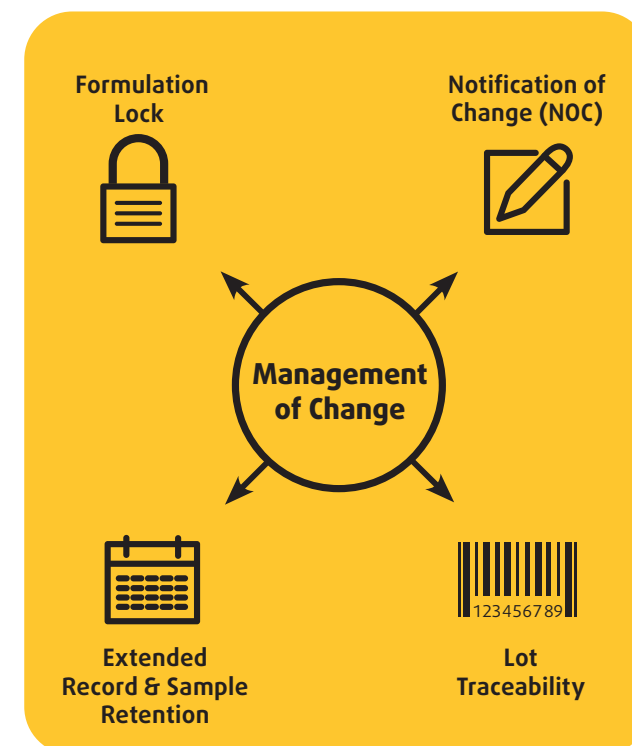 Formulation
Lock
Notification of
Change (NOC)
Management
of Change
123456789
Extended
Record & Sample
Retention
Lot
Traceability